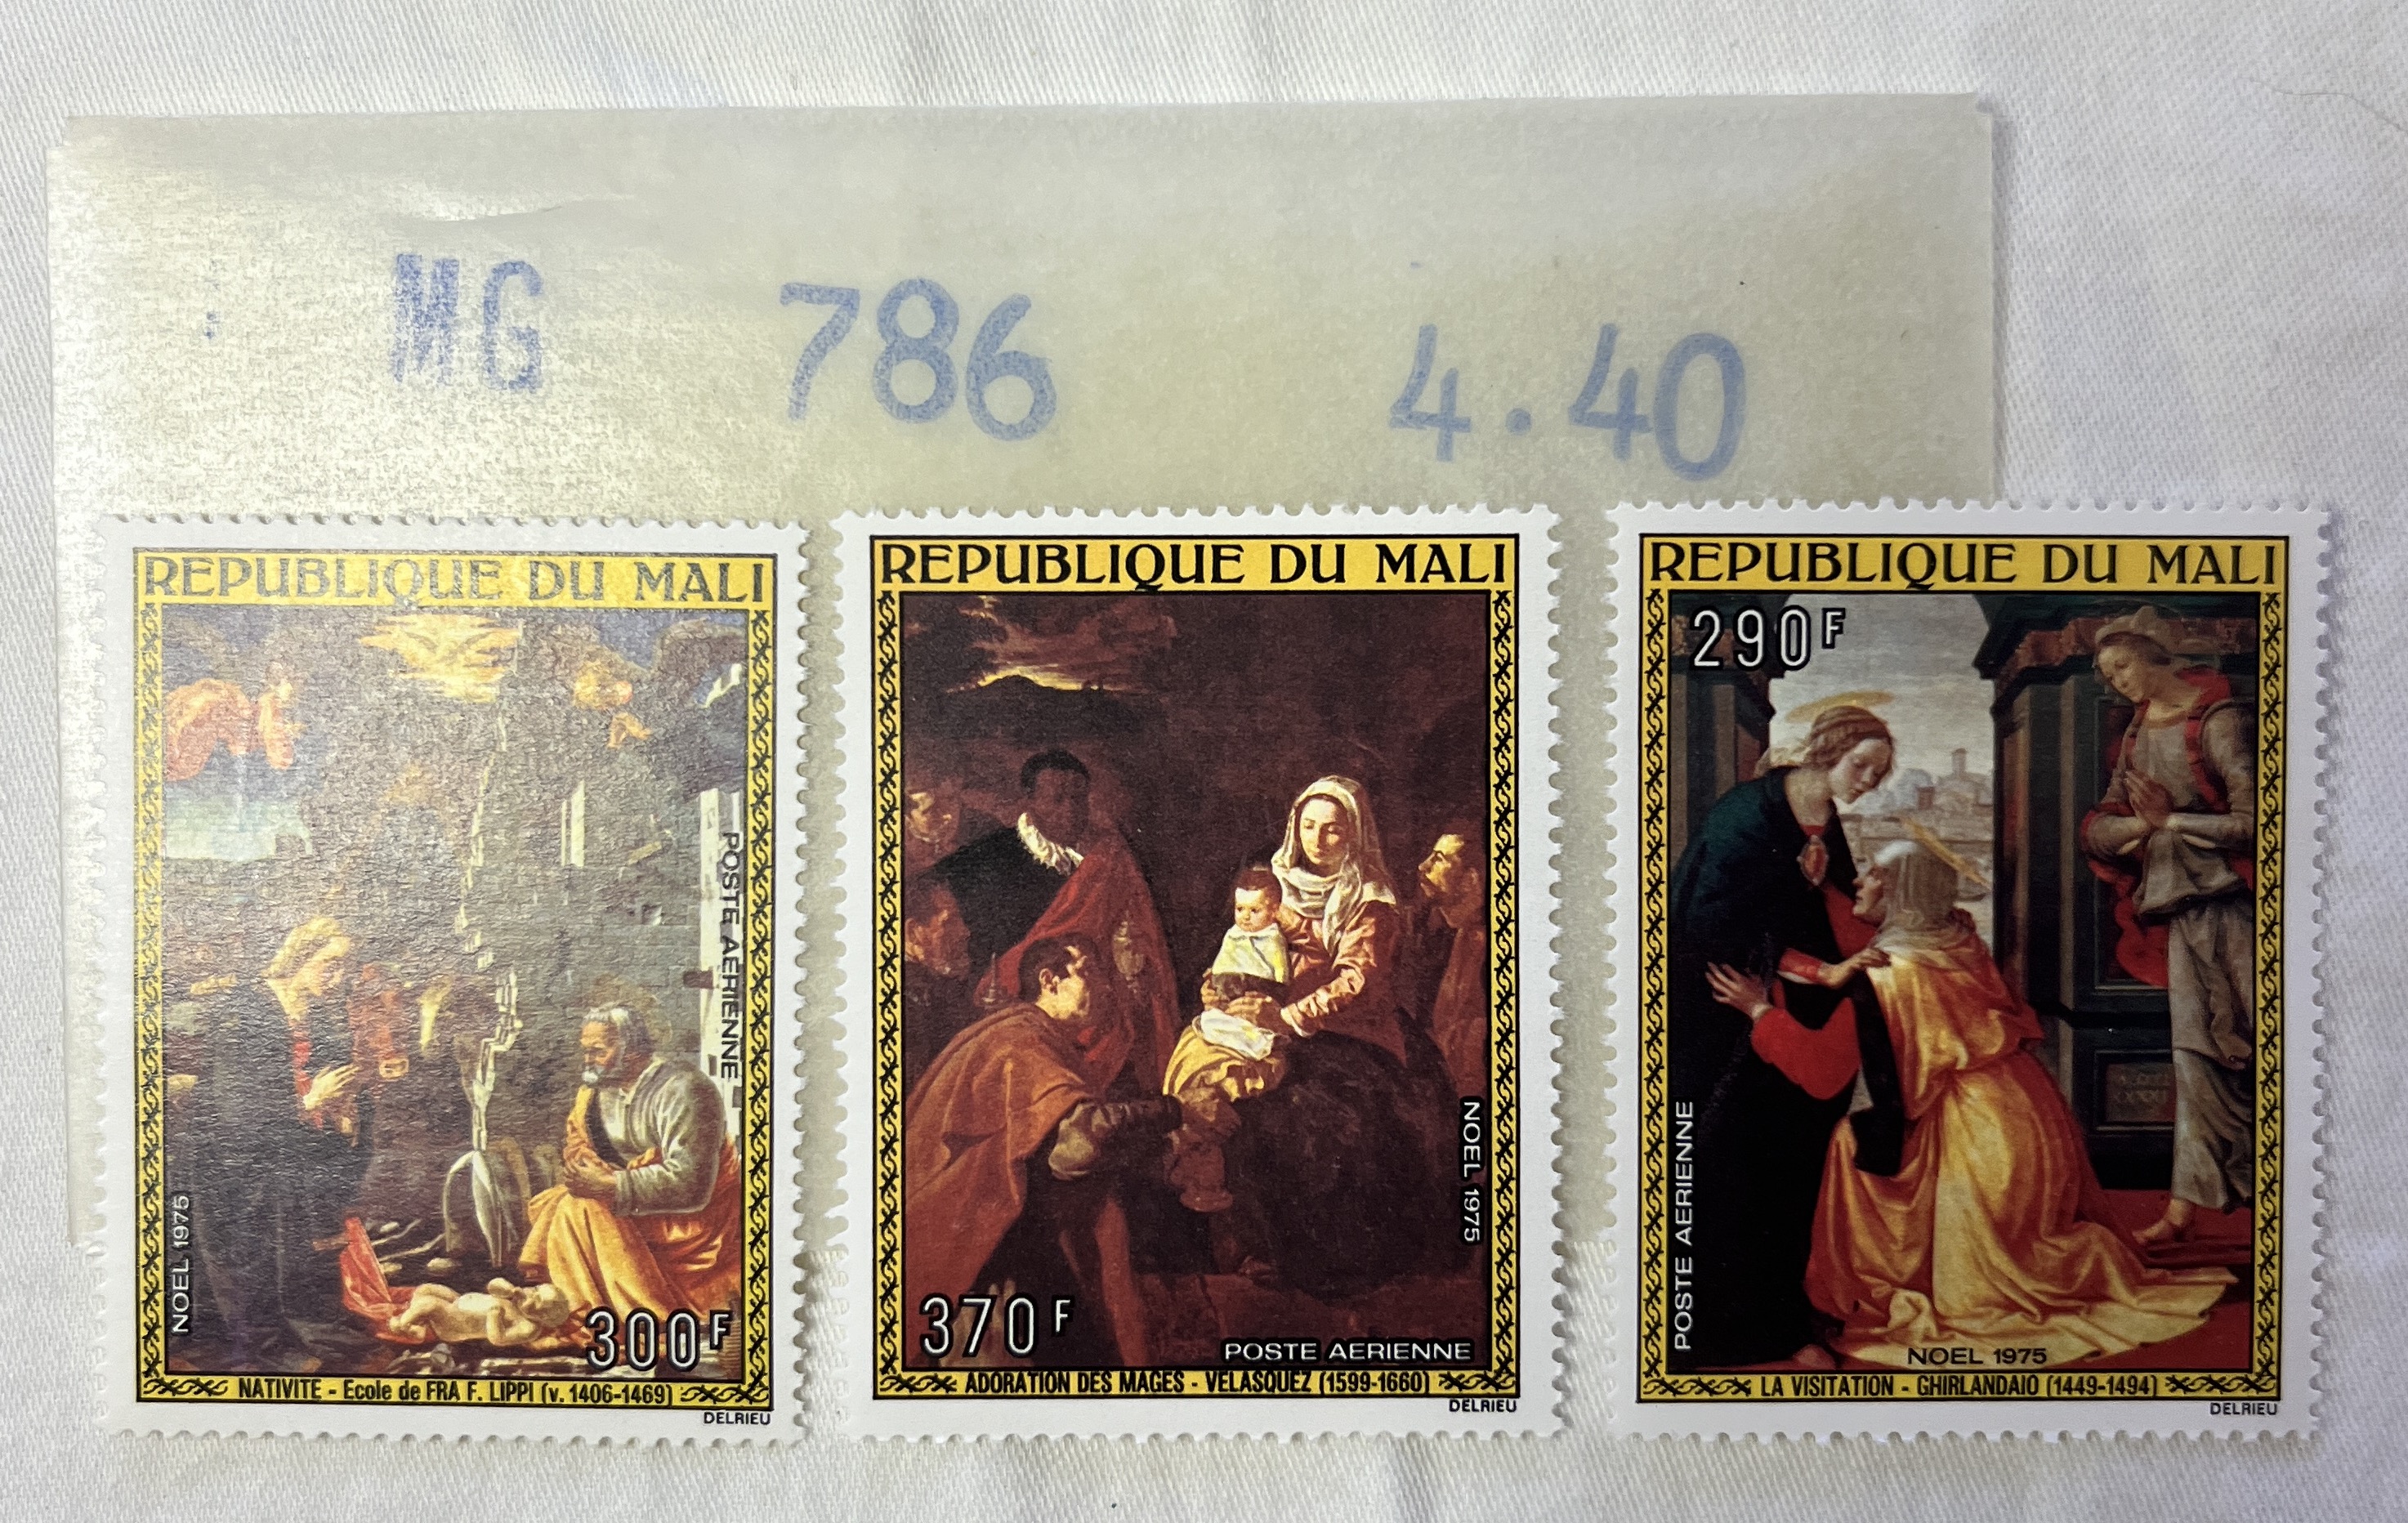 MG 786 4.40
REPUBLIQUE DU MALI
POSTE AERIENNE
NOEL 1975
300F
NATIVITE - Ecole de FRA F. LIPPI (v. 1406-1469)
DELRIEU
REPUBLIQUE DU MALI
NOEL 1975
370F
POSTE AERIENNE
ADORATION DES MAGES - VELASQUEZ (1599-1660)
DELRIEU
REPUBLIQUE DU MALI
290F
POSTE AERIENNE
NOEL 1975
LA VISITATION - GHIRLANDAIO (1449-1494)
DELRIEU